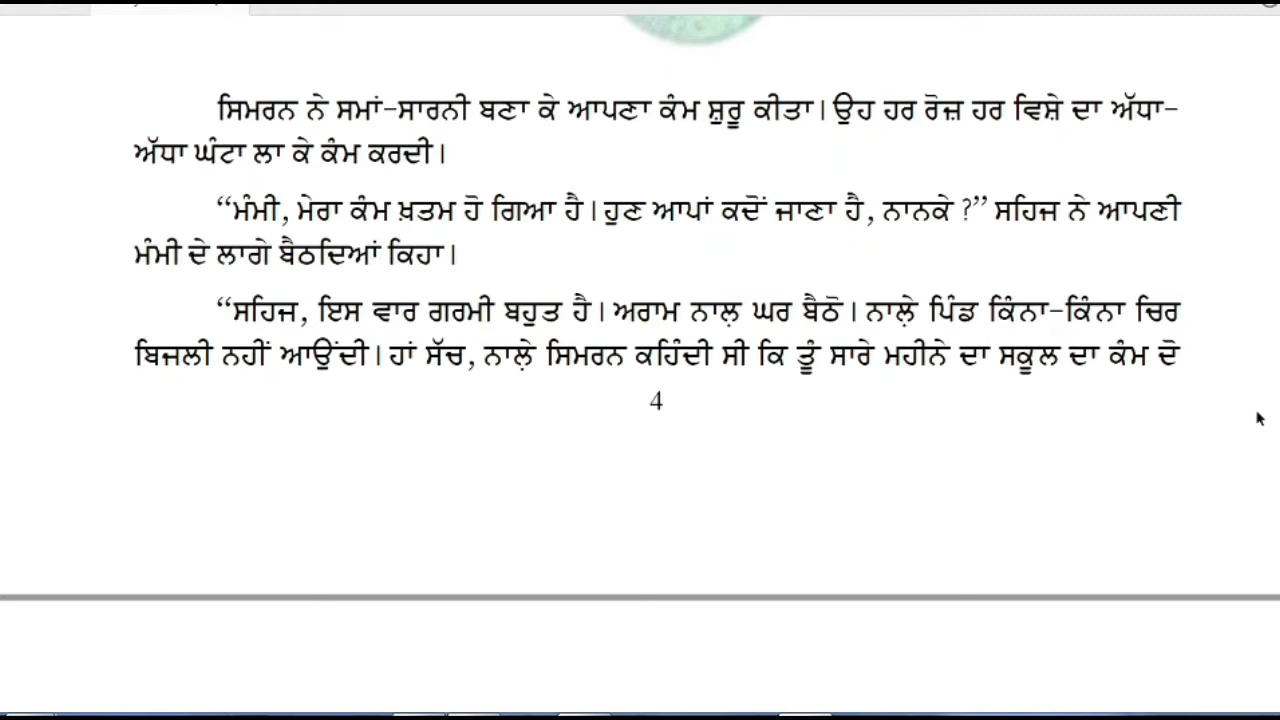 ਸਿਮਰਨ ਨੇ ਸਮਾਂ-ਸਾਰਨੀ ਬਣਾ ਕੇ ਆਪਣਾ ਕੰਮ ਸ਼ੁਰੂ ਕੀਤਾ। ਉਹ ਹਰ ਰੋਜ਼ ਹਰ ਵਿਸ਼ੇ ਦਾ ਅੱਧਾ-
ਅੱਧਾ ਘੰਟਾ ਲਾ ਕੇ ਕੰਮ ਕਰਦੀ।
“ਮੰਮੀ, ਮੇਰਾ ਕੰਮ ਖ਼ਤਮ ਹੋ ਗਿਆ ਹੈ। ਹੁਣ ਆਪਾਂ ਕਦੋਂ ਜਾਣਾ ਹੈ, ਨਾਨਕੇ ?” ਸਹਿਜ ਨੇ ਆਪਣੀ
ਮੰਮੀ ਦੇ ਲਾਗੇ ਬੈਠਦਿਆਂ ਕਿਹਾ।
“ਸਹਿਜ, ਇਸ ਵਾਰ ਗਰਮੀ ਬਹੁਤ ਹੈ। ਅਰਾਮ ਨਾਲ਼ ਘਰ ਬੈਠੋ। ਨਾਲ਼ੇ ਪਿੰਡ ਕਿੰਨਾ-ਕਿੰਨਾ ਚਿਰ
ਬਿਜਲੀ ਨਹੀਂ ਆਉਂਦੀ। ਹਾਂ ਸੱਚ, ਨਾਲ਼ੇ ਸਿਮਰਨ ਕਹਿੰਦੀ ਸੀ ਕਿ ਤੂੰ ਸਾਰੇ ਮਹੀਨੇ ਦਾ ਸਕੂਲ ਦਾ ਕੰਮ ਦੋ
4